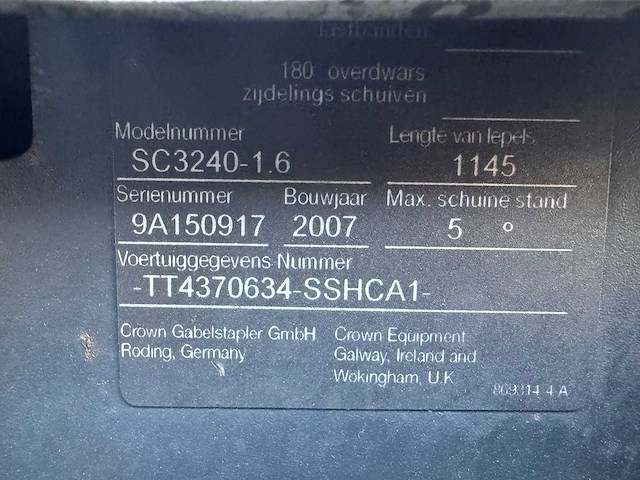 lastbanden
180 overdwars
zijdelings schuiven
Modelnummer Lengte van lepels
SC3240-1.6 1145
Serienummer Bouwjaar Max. schuine stand
9A150917 2007 5 °
Voertuiggegevens-Nummer
-TT4370634-SSHCA1-
Crown Gabelstapler GmbH Crown Equipment
Roding, Germany Galway, Ireland and
Wokingham, U.K